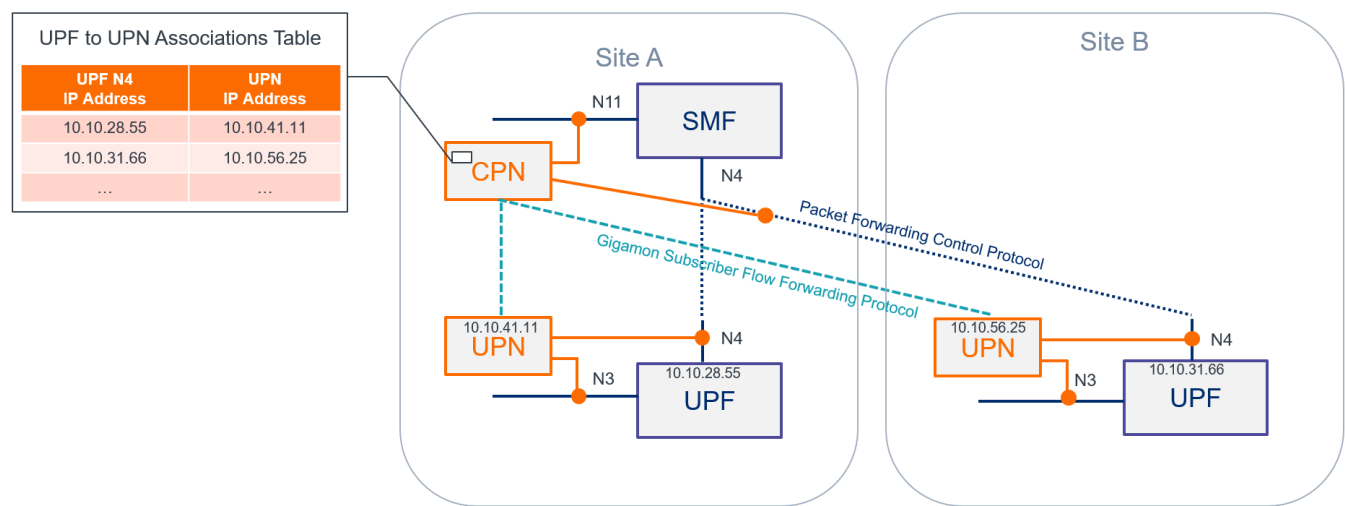 UPF to UPN Associations Table
UPF N4 IP Address
UPN IP Address
10.10.28.55
10.10.41.11
10.10.31.66
10.10.56.25
…
…
Site A
Site B
N11
SMF
CPN
N4
Packet Forwarding Control Protocol
Gigamon Subscriber Flow Forwarding Protocol
10.10.41.11
UPN
N4
N3
10.10.28.55
UPF
10.10.56.25
UPN
N4
N3
10.10.31.66
UPF